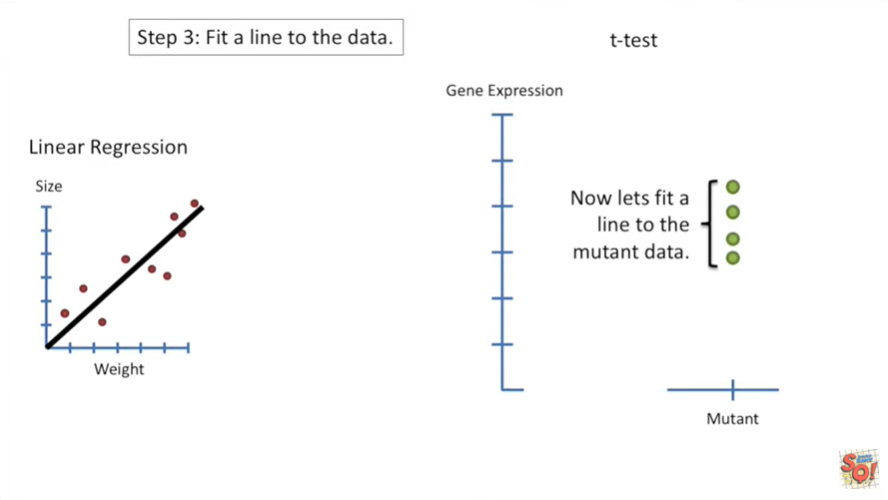 Step 3: Fit a line to the data.
t-test
Gene Expression
Linear Regression
Size
Now lets fit a
line to the
mutant data.
Weight
Mutant
SO!